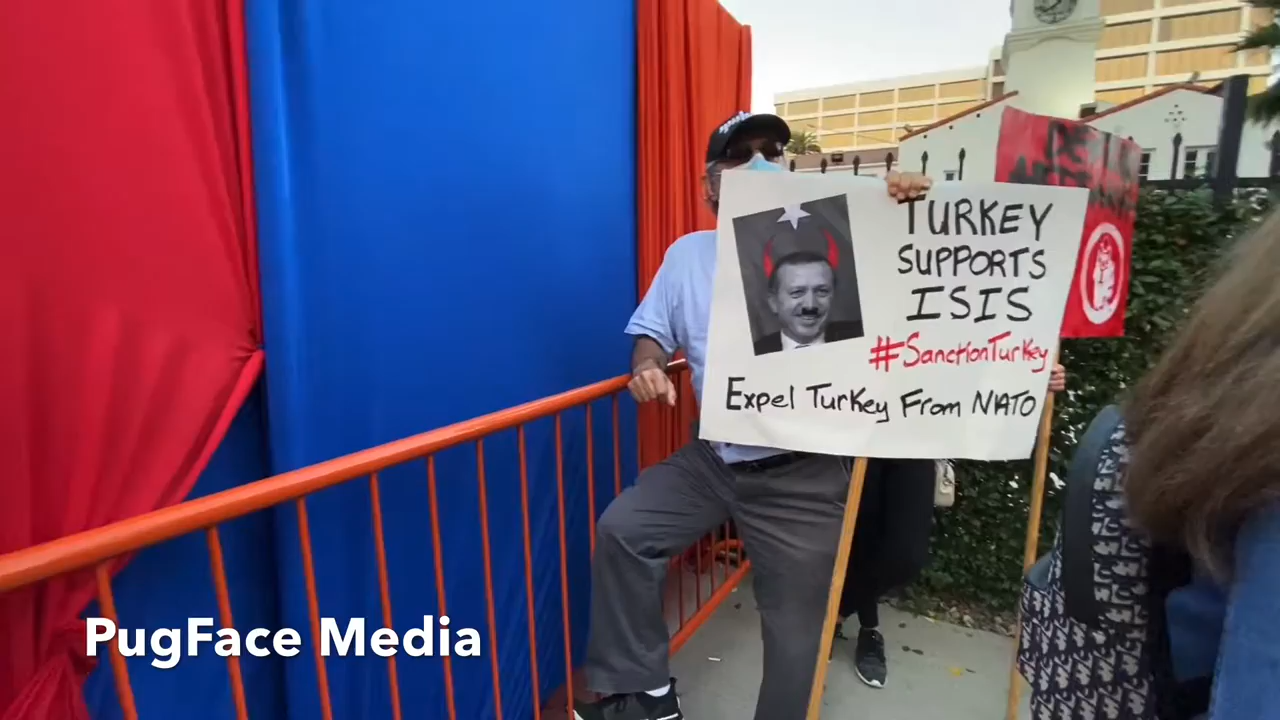 TURKEY
SUPPORTS
ISIS
#SanctionTurkey
Expel Turkey From NATO
PugFace Media